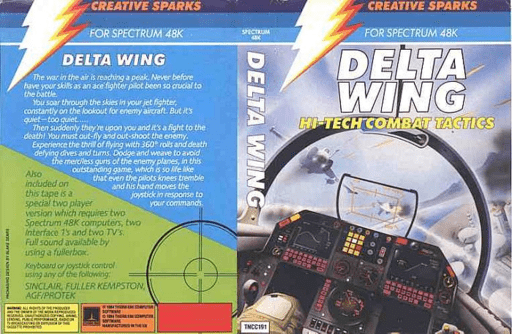 CREATIVE SPARKS
FOR SPECTRUM 48K
DELTA WING
The war in the air is reaching a peak. Never before
have your skills as an ace fighter pilot been so crucial to
the battle.
You soar through the skies in your jet fighter,
constantly on the lookout for enemy aircraft. But it's
quiet—too quiet.....
Then suddenly they're upon you and it's a fight to the
death! You must out-fly and out-shoot the enemy.
Experience the thrill of flying with 360° rolls and death
defying dives and turns. Dodge and weave to avoid
the merciless guns of the enemy planes, in this
outstanding game, which is so life like
that even the pilots knees tremble
and his hand moves the
joystick in response to
your commands.
Also
included on
this tape is a
special two player
version which requires two
Spectrum 48K computers, two
Interface 1's and two TV's.
Full sound available by
using a fullerbox.
Keyboard or joystick control
using any of the following:
SINCLAIR, FULLER KEMPSTON,
AGF/PROTEK
SPECTRUM
48K
DELTA WING
CREATIVE SPARKS
FOR SPECTRUM 48K
DELTA
WING
HI-TECH COMBAT TACTICS
TNCC191